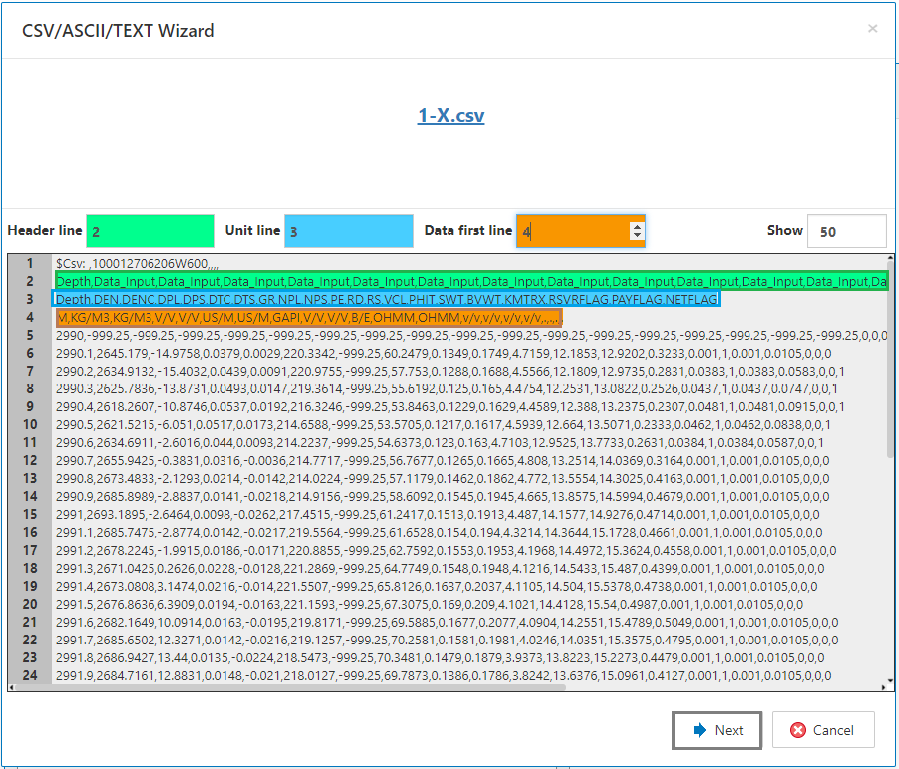 CSV/ASCII/TEXT Wizard ×
1-X.csv
Header line 2 Unit line 3 Data first line 4 Show 50
1 $Csv: ,100012706206W600,,,,
2 Depth,Data_Input,Data_Input,Data_Input,Data_Input,Data_Input,Data_Input,Data_Input,Data_Input,Data_Input,Data_Input,Data_Input,Data_Input,Da
3 Depth,DEN,DENC,DPL,DPS,DTC,DTS,GR,NPL,NPS,PE,RD,RS,VCL,PHIT,SWT,BVWT,KMTRX,RSVRFLAG,PAYFLAG,NETFLAG
4 M,KG/M3,KG/M3,V/V,V/V,US/M,US/M,GAPI,V/V,V/V,B/E,OHMM,OHMM,v/v,v/v,v/v,v/v,,,,
5 2990,-999.25,-999.25,-999.25,-999.25,-999.25,-999.25,-999.25,-999.25,-999.25,-999.25,-999.25,-999.25,-999.25,-999.25,-999.25,-999.25,-999.25,0,0,0
6 2990.1,2645.179,-14.9758,0.0379,0.0029,220.3342,-999.25,60.2479,0.1349,0.1749,4.7159,12.1853,12.9202,0.3233,0.001,1,0.001,0.0105,0,0,0
7 2990.2,2634.9132,-15.4032,0.0439,0.0091,220.9755,-999.25,57.753,0.1288,0.1688,4.5566,12.1809,12.9735,0.2831,0.0383,1,0.0383,0.0583,0,0,1
8 2990.3,2625.7836,-13.8731,0.0493,0.0147,219.3614,-999.25,55.6192,0.125,0.165,4.4754,12.2531,13.0822,0.2526,0.0437,1,0.0437,0.0747,0,0,1
9 2990.4,2618.2607,-10.8746,0.0537,0.0192,216.3246,-999.25,53.8463,0.1229,0.1629,4.4589,12.388,13.2375,0.2307,0.0481,1,0.0481,0.0915,0,0,1
10 2990.5,2621.5215,-6.051,0.0517,0.0173,214.6588,-999.25,53.5705,0.1217,0.1617,4.5939,12.664,13.5071,0.2333,0.0462,1,0.0462,0.0838,0,0,1
11 2990.6,2634.6911,-2.6016,0.044,0.0093,214.2237,-999.25,54.6373,0.123,0.163,4.7103,12.9525,13.7733,0.2631,0.0384,1,0.0384,0.0587,0,0,1
12 2990.7,2655.9425,-0.3831,0.0316,-0.0036,214.7717,-999.25,56.7677,0.1265,0.1665,4.808,13.2514,14.0369,0.3164,0.001,1,0.001,0.0105,0,0,0
13 2990.8,2673.4833,-2.1293,0.0214,-0.0142,214.0224,-999.25,57.1179,0.1462,0.1862,4.772,13.5554,14.3025,0.4163,0.001,1,0.001,0.0105,0,0,0
14 2990.9,2685.8989,-2.8837,0.0141,-0.0218,214.9156,-999.25,58.6092,0.1545,0.1945,4.665,13.8575,14.5994,0.4679,0.001,1,0.001,0.0105,0,0,0
15 2991,2693.1895,-2.6464,0.0098,-0.0262,217.4515,-999.25,61.2417,0.1513,0.1913,4.487,14.1577,14.9276,0.4714,0.001,1,0.001,0.0105,0,0,0
16 2991.1,2685.7475,-2.8774,0.0142,-0.0217,219.5564,-999.25,61.6528,0.154,0.194,4.3214,14.3644,15.1728,0.4661,0.001,1,0.001,0.0105,0,0,0
17 2991.2,2678.2245,-1.9915,0.0186,-0.0171,220.8855,-999.25,62.7592,0.1553,0.1953,4.1968,14.4972,15.3624,0.4558,0.001,1,0.001,0.0105,0,0,0
18 2991.3,2671.0425,0.2626,0.0228,-0.0128,221.2869,-999.25,64.7749,0.1548,0.1948,4.1216,14.5433,15.487,0.4399,0.001,1,0.001,0.0105,0,0,0
19 2991.4,2673.0808,3.1474,0.0216,-0.014,221.5507,-999.25,65.8126,0.1637,0.2037,4.1105,14.504,15.5378,0.4738,0.001,1,0.001,0.0105,0,0,0
20 2991.5,2676.8636,6.3909,0.0194,-0.0163,221.1593,-999.25,67.3075,0.169,0.209,4.1021,14.4128,15.54,0.4987,0.001,1,0.001,0.0105,0,0,0
21 2991.6,2682.1649,10.0914,0.0163,-0.0195,219.8171,-999.25,69.5885,0.1677,0.2077,4.0904,14.2551,15.4789,0.5049,0.001,1,0.001,0.0105,0,0,0
22 2991.7,2685.6502,12.3271,0.0142,-0.0216,219.1257,-999.25,70.2581,0.1581,0.1981,4.0246,14.0351,15.3575,0.4795,0.001,1,0.001,0.0105,0,0,0
23 2991.8,2686.9427,13.44,0.0135,-0.0224,218.5473,-999.25,70.3481,0.1479,0.1879,3.9373,13.8223,15.2273,0.4479,0.001,1,0.001,0.0105,0,0,0
24 2991.9,2684.7161,12.8831,0.0148,-0.021,218.0127,-999.25,69.7873,0.1386,0.1786,3.8242,13.6376,15.0961,0.4127,0.001,1,0.001,0.0105,0,0,0
Next Cancel